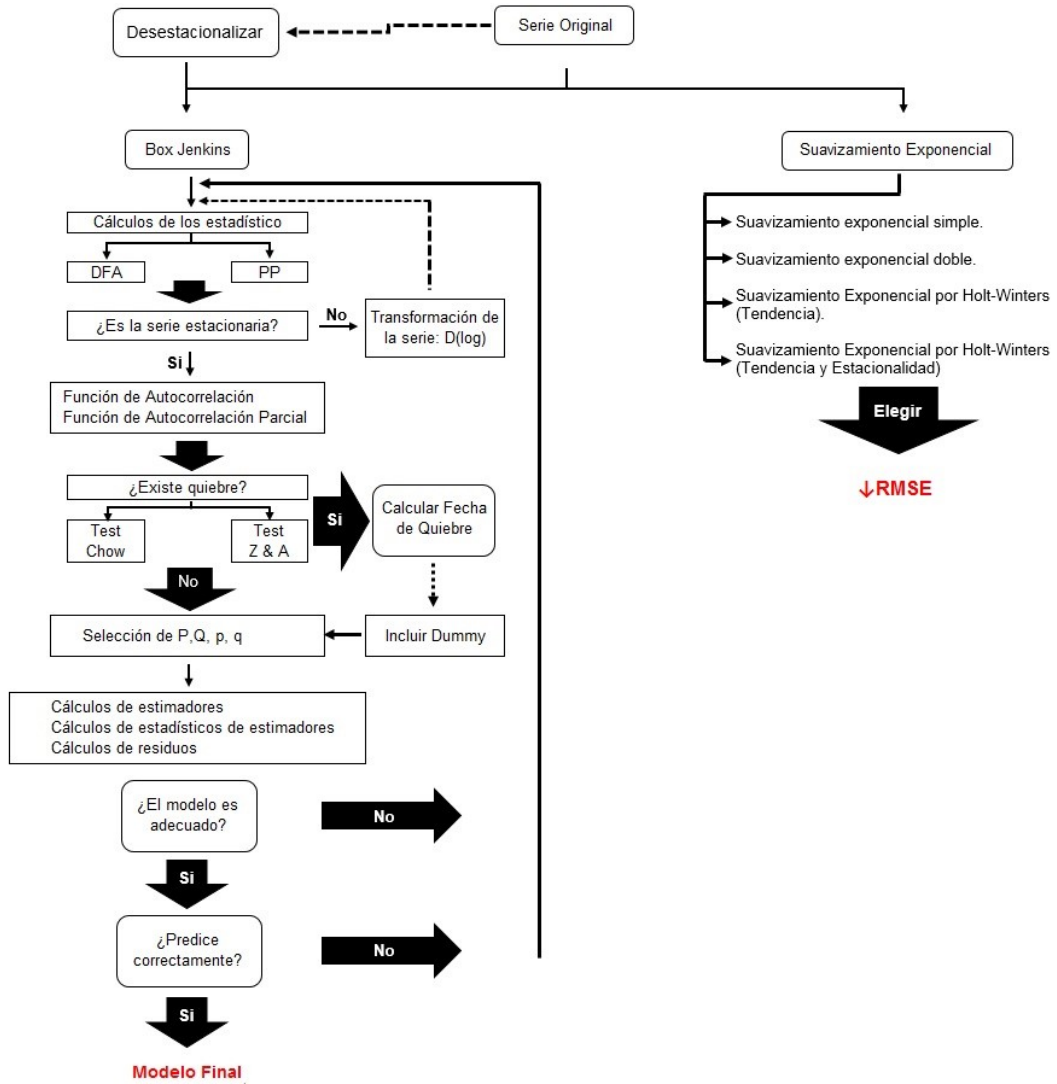 Desestacionalizar
Serie Original
Box Jenkins
Suavizamiento Exponencial
Cálculos de los estadístico
DFA
PP
¿Es la serie estacionaria?
No
Transformación de
la serie: D(log)
Si
Función de Autocorrelación
Función de Autocorrelación Parcial
¿Existe quiebre?
Test
Chow
Test
Z & A
Si
Calcular Fecha
de Quiebre
No
Selección de P,Q, p, q
Incluir Dummy
Cálculos de estimadores
Cálculos de estadísticos de estimadores
Cálculos de residuos
¿El modelo es
adecuado?
No
Si
¿Predice
correctamente?
No
Si
Modelo Final
Suavizamiento exponencial simple.
Suavizamiento exponencial doble.
Suavizamiento Exponencial por Holt-Winters
(Tendencia).
Suavizamiento Exponencial por Holt-Winters
(Tendencia y Estacionalidad)
Elegir
↓RMSE